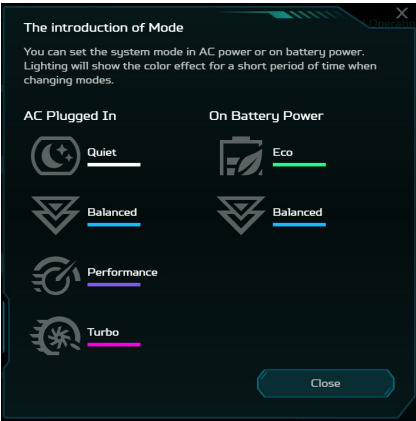 The introduction of Mode
You can set the system mode in AC power or on battery power.
Lighting will show the color effect for a short period of time when
changing modes.
AC Plugged In
On Battery Power
Quiet
Eco
Balanced
Balanced
Performance
Turbo
Close